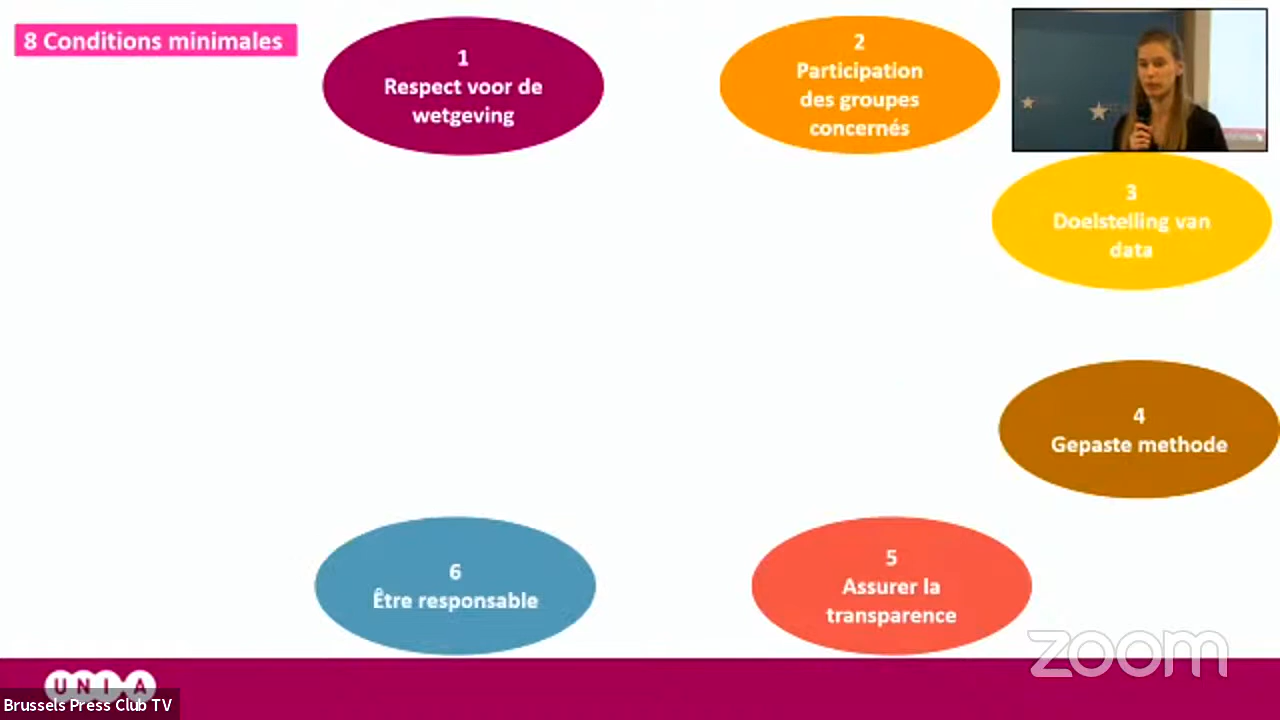 8 Conditions minimales
1
Respect voor de
wetgeving
2
Participation
des groupes
concernés
3
Doelstelling van
data
4
Gepaste methode
5
Assurer la
transparence
6
Être responsable
zoom
UNIA
Brussels Press Club TV